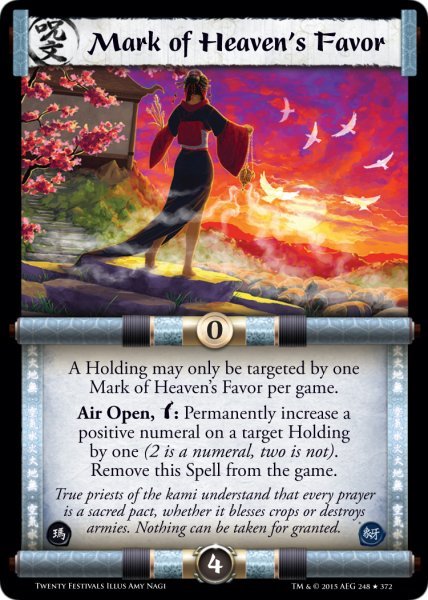 呪文
Mark of Heaven's Favor
0
A Holding may only be targeted by one
Mark of Heaven's Favor per game.
Air Open, : Permanently increase a
positive numeral on a target Holding
by one (2 is a numeral, two is not).
Remove this Spell from the game.
True priests of the kami understand that every prayer
is a sacred pact, whether it blesses crops or destroys
armies. Nothing can be taken for granted.
瑪
4
象牙
Twenty Festivals Illus Amy Nagi
TM & © 2015 AEG 248 ★ 372